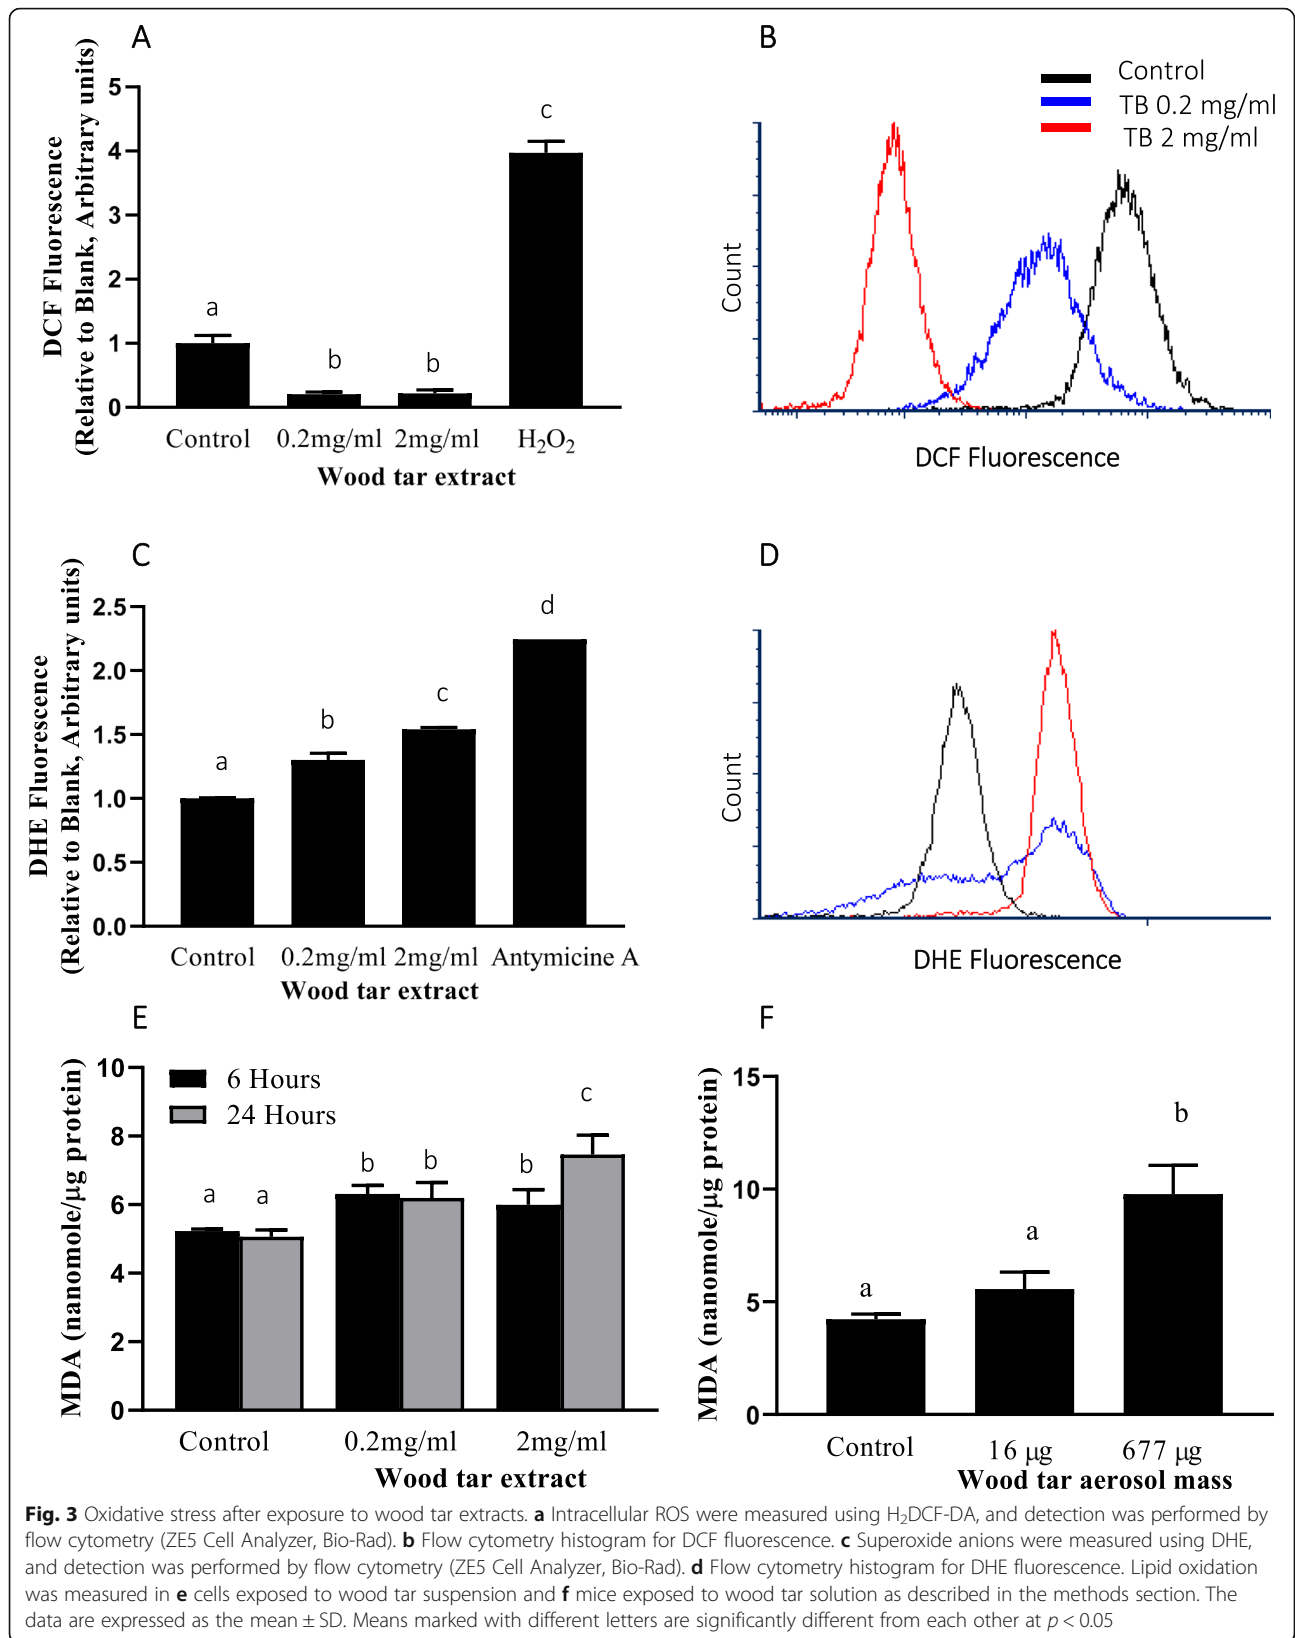 A
DCF Fluorescence
(Relative to Blank, Arbitrary units)
5
4
3
2
1
0
a
b
b
c
Control 0.2mg/ml 2mg/ml H₂O₂
Wood tar extract
B
Control
TB 0.2 mg/ml
TB 2 mg/ml
Count
DCF Fluorescence
C
DHE Fluorescence
(Relative to Blank, Arbitrary units)
2.5
2.0
1.5
1.0
0.5
0.0
a
b
c
d
Control 0.2mg/ml 2mg/ml Antymicine A
Wood tar extract
D
Count
DHE Fluorescence
E
MDA (nanomole/µg protein)
10
8
6
4
2
0
6 Hours
24 Hours
a a
b b
b c
Control 0.2mg/ml 2mg/ml
Wood tar extract
F
MDA (nanomole/µg protein)
15
10
5
0
a
a
b
Control 16 µg 677 µg
Wood tar aerosol mass
Fig. 3 Oxidative stress after exposure to wood tar extracts. a Intracellular ROS were measured using H₂DCF-DA, and detection was performed by
flow cytometry (ZE5 Cell Analyzer, Bio-Rad). b Flow cytometry histogram for DCF fluorescence. c Superoxide anions were measured using DHE,
and detection was performed by flow cytometry (ZE5 Cell Analyzer, Bio-Rad). d Flow cytometry histogram for DHE fluorescence. Lipid oxidation
was measured in e cells exposed to wood tar suspension and f mice exposed to wood tar solution as described in the methods section. The
data are expressed as the mean ± SD. Means marked with different letters are significantly different from each other at p < 0.05